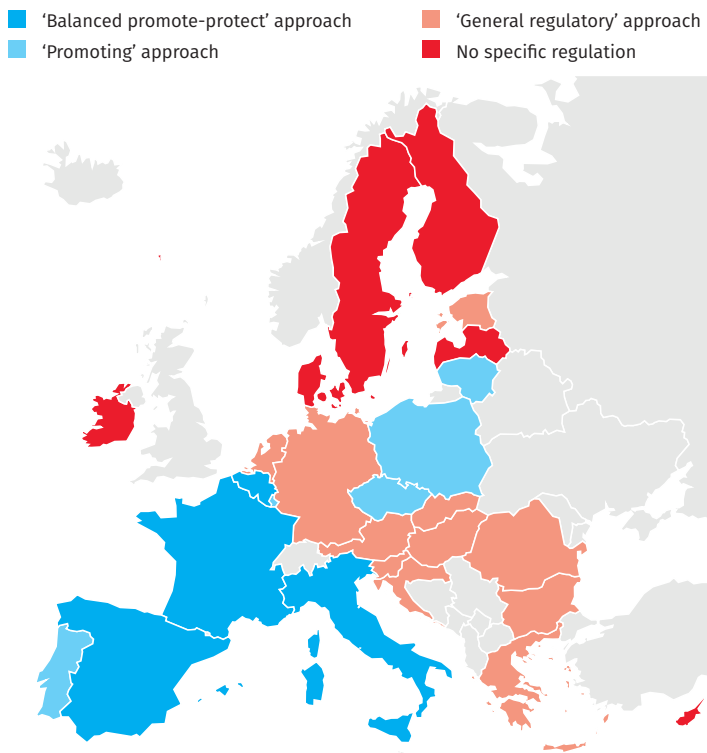 ‘Balanced promote-protect’ approach
‘Promoting’ approach
‘General regulatory’ approach
No specific regulation